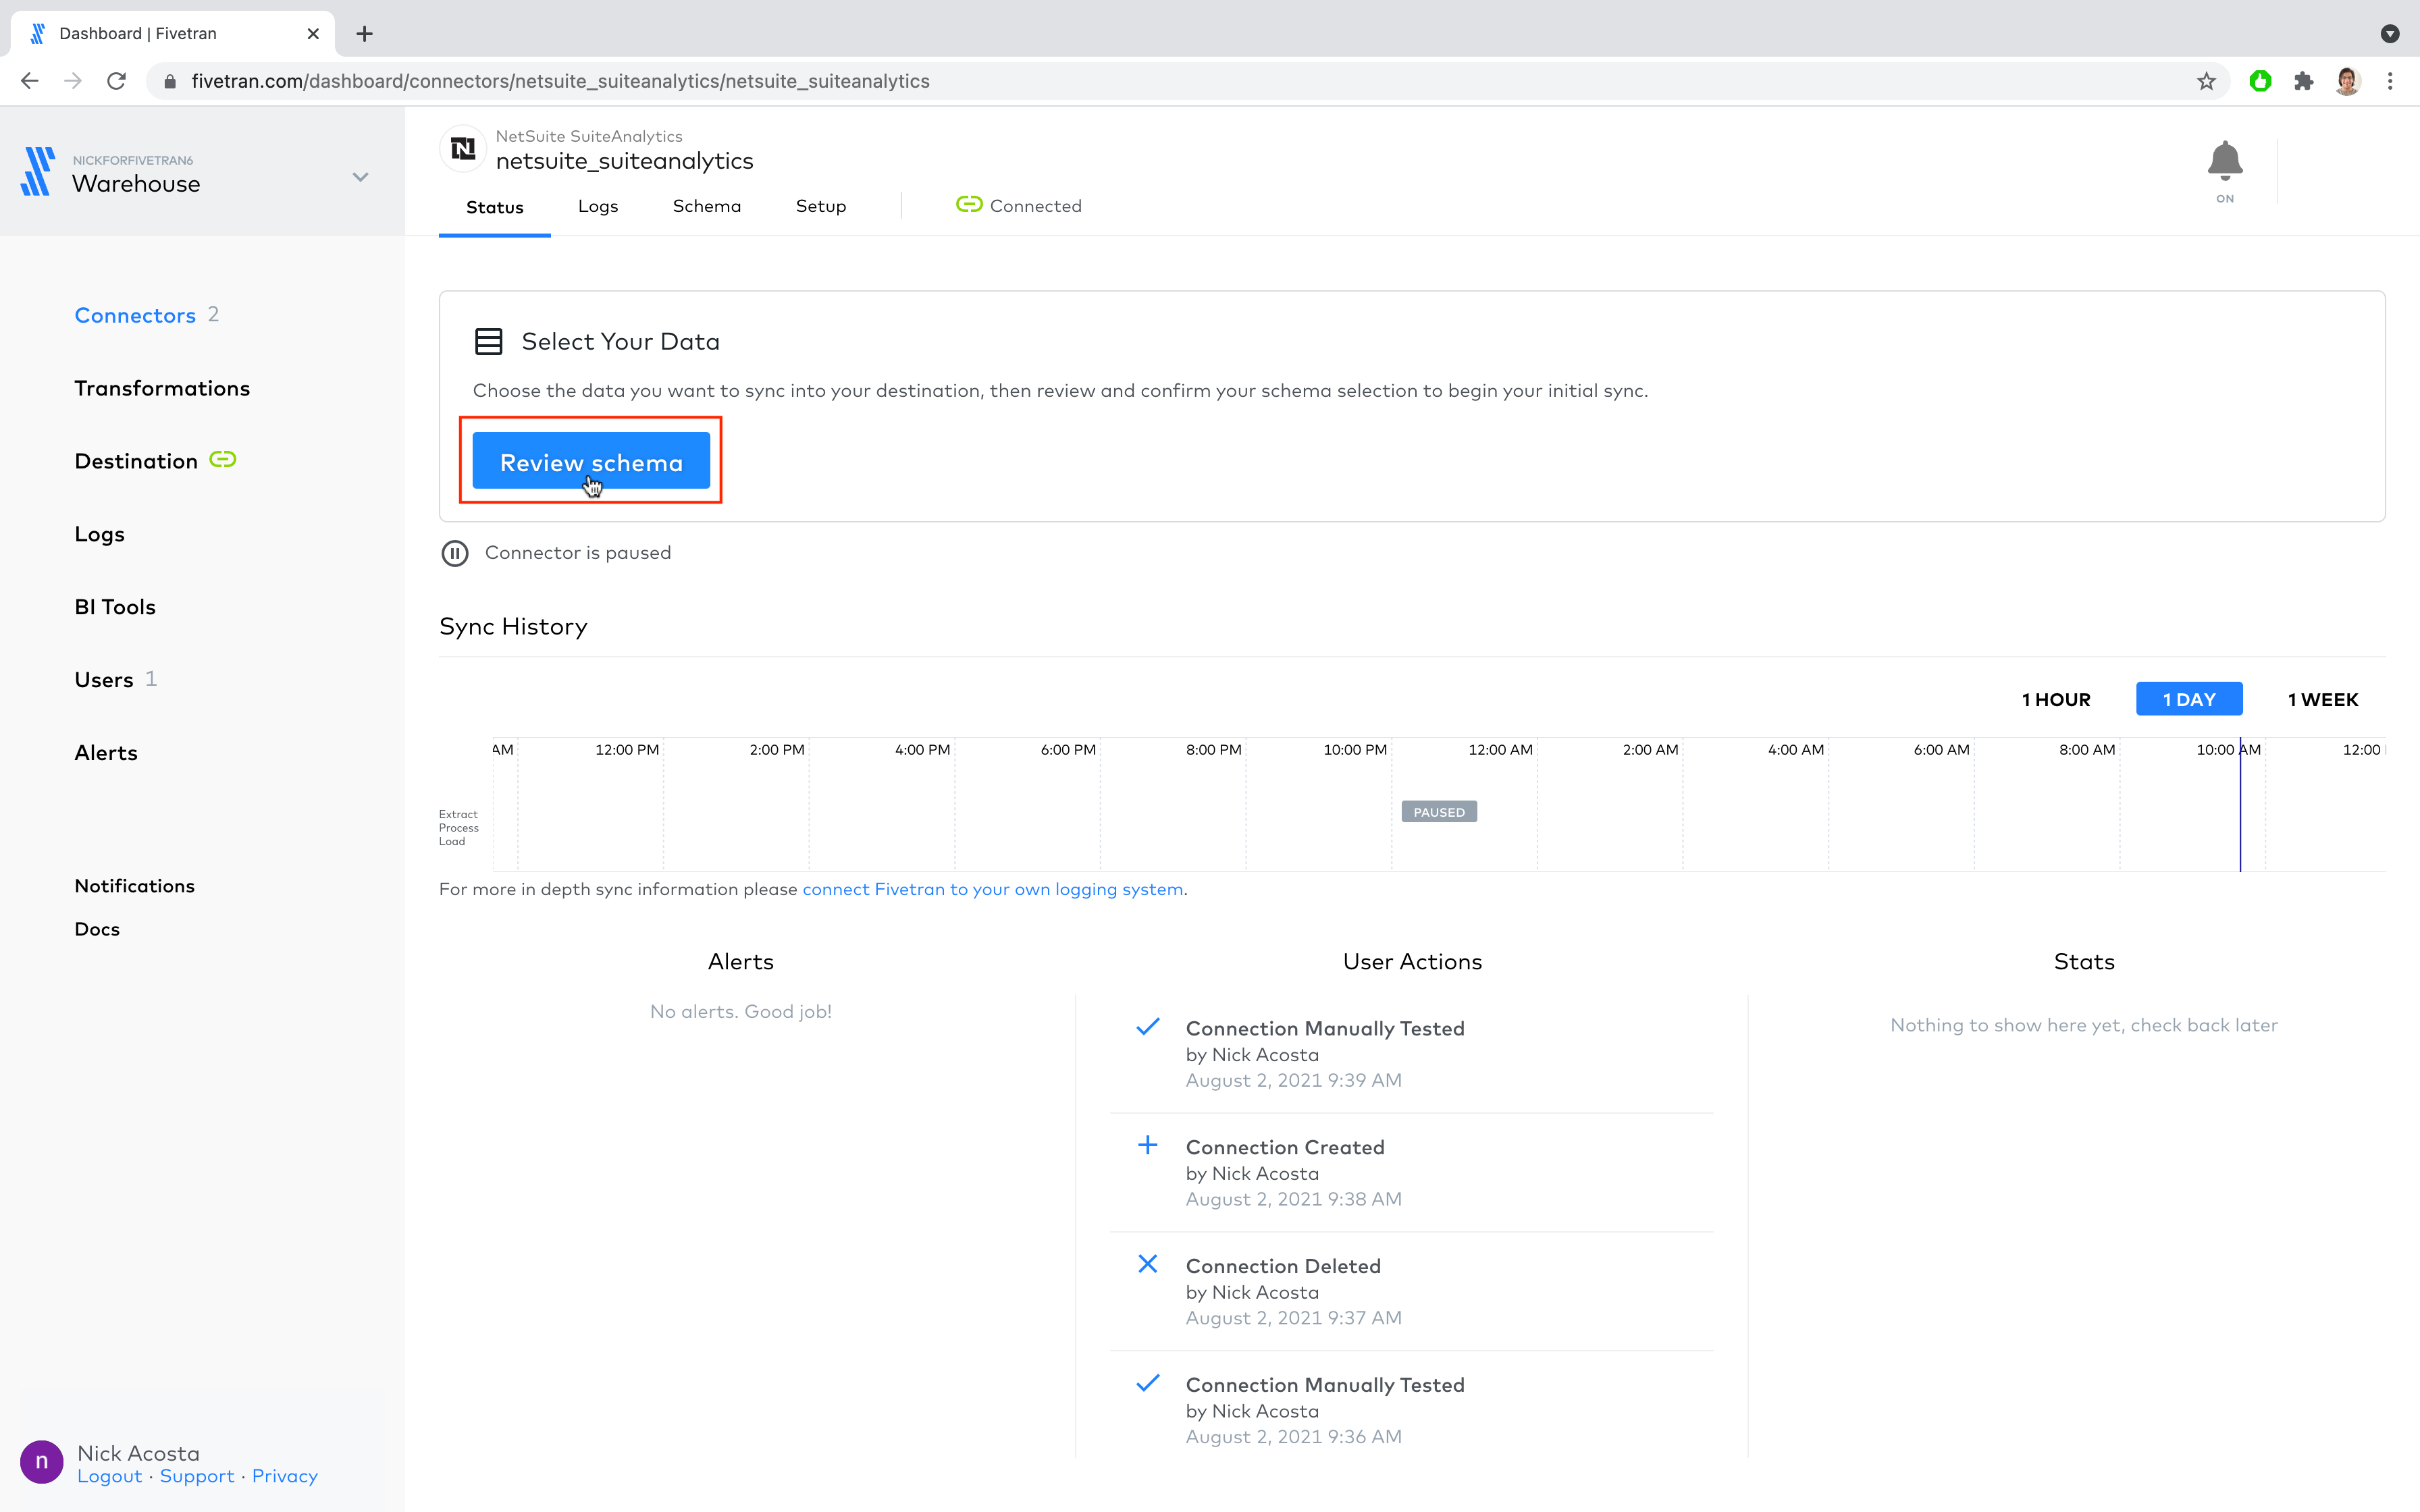 Dashboard | Fivetran
fivetran.com/dashboard/connectors/netsuite_suiteanalytics/netsuite_suiteanalytics
NICKFORFIVETRAN6
Warehouse
NetSuite SuiteAnalytics
netsuite_suiteanalytics
ON
Status Logs Schema Setup Connected
Connectors 2
Transformations
Destination
Logs
BI Tools
Users 1
Alerts
Notifications
Docs
Select Your Data
Choose the data you want to sync into your destination, then review and confirm your schema selection to begin your initial sync.
Review schema
Connector is paused
Sync History
1 HOUR 1 DAY 1 WEEK
AM 12:00 PM 2:00 PM 4:00 PM 6:00 PM 8:00 PM 10:00 PM 12:00 AM 2:00 AM 4:00 AM 6:00 AM 8:00 AM 10:00 AM 12:00
PAUSED
Extract
Process
Load
For more in depth sync information please connect Fivetran to your own logging system.
Alerts
No alerts. Good job!
User Actions
Connection Manually Tested
by Nick Acosta
August 2, 2021 9:39 AM
Connection Created
by Nick Acosta
August 2, 2021 9:38 AM
Connection Deleted
by Nick Acosta
August 2, 2021 9:37 AM
Connection Manually Tested
by Nick Acosta
August 2, 2021 9:36 AM
Stats
Nothing to show here yet, check back later
n
Nick Acosta
Logout · Support · Privacy